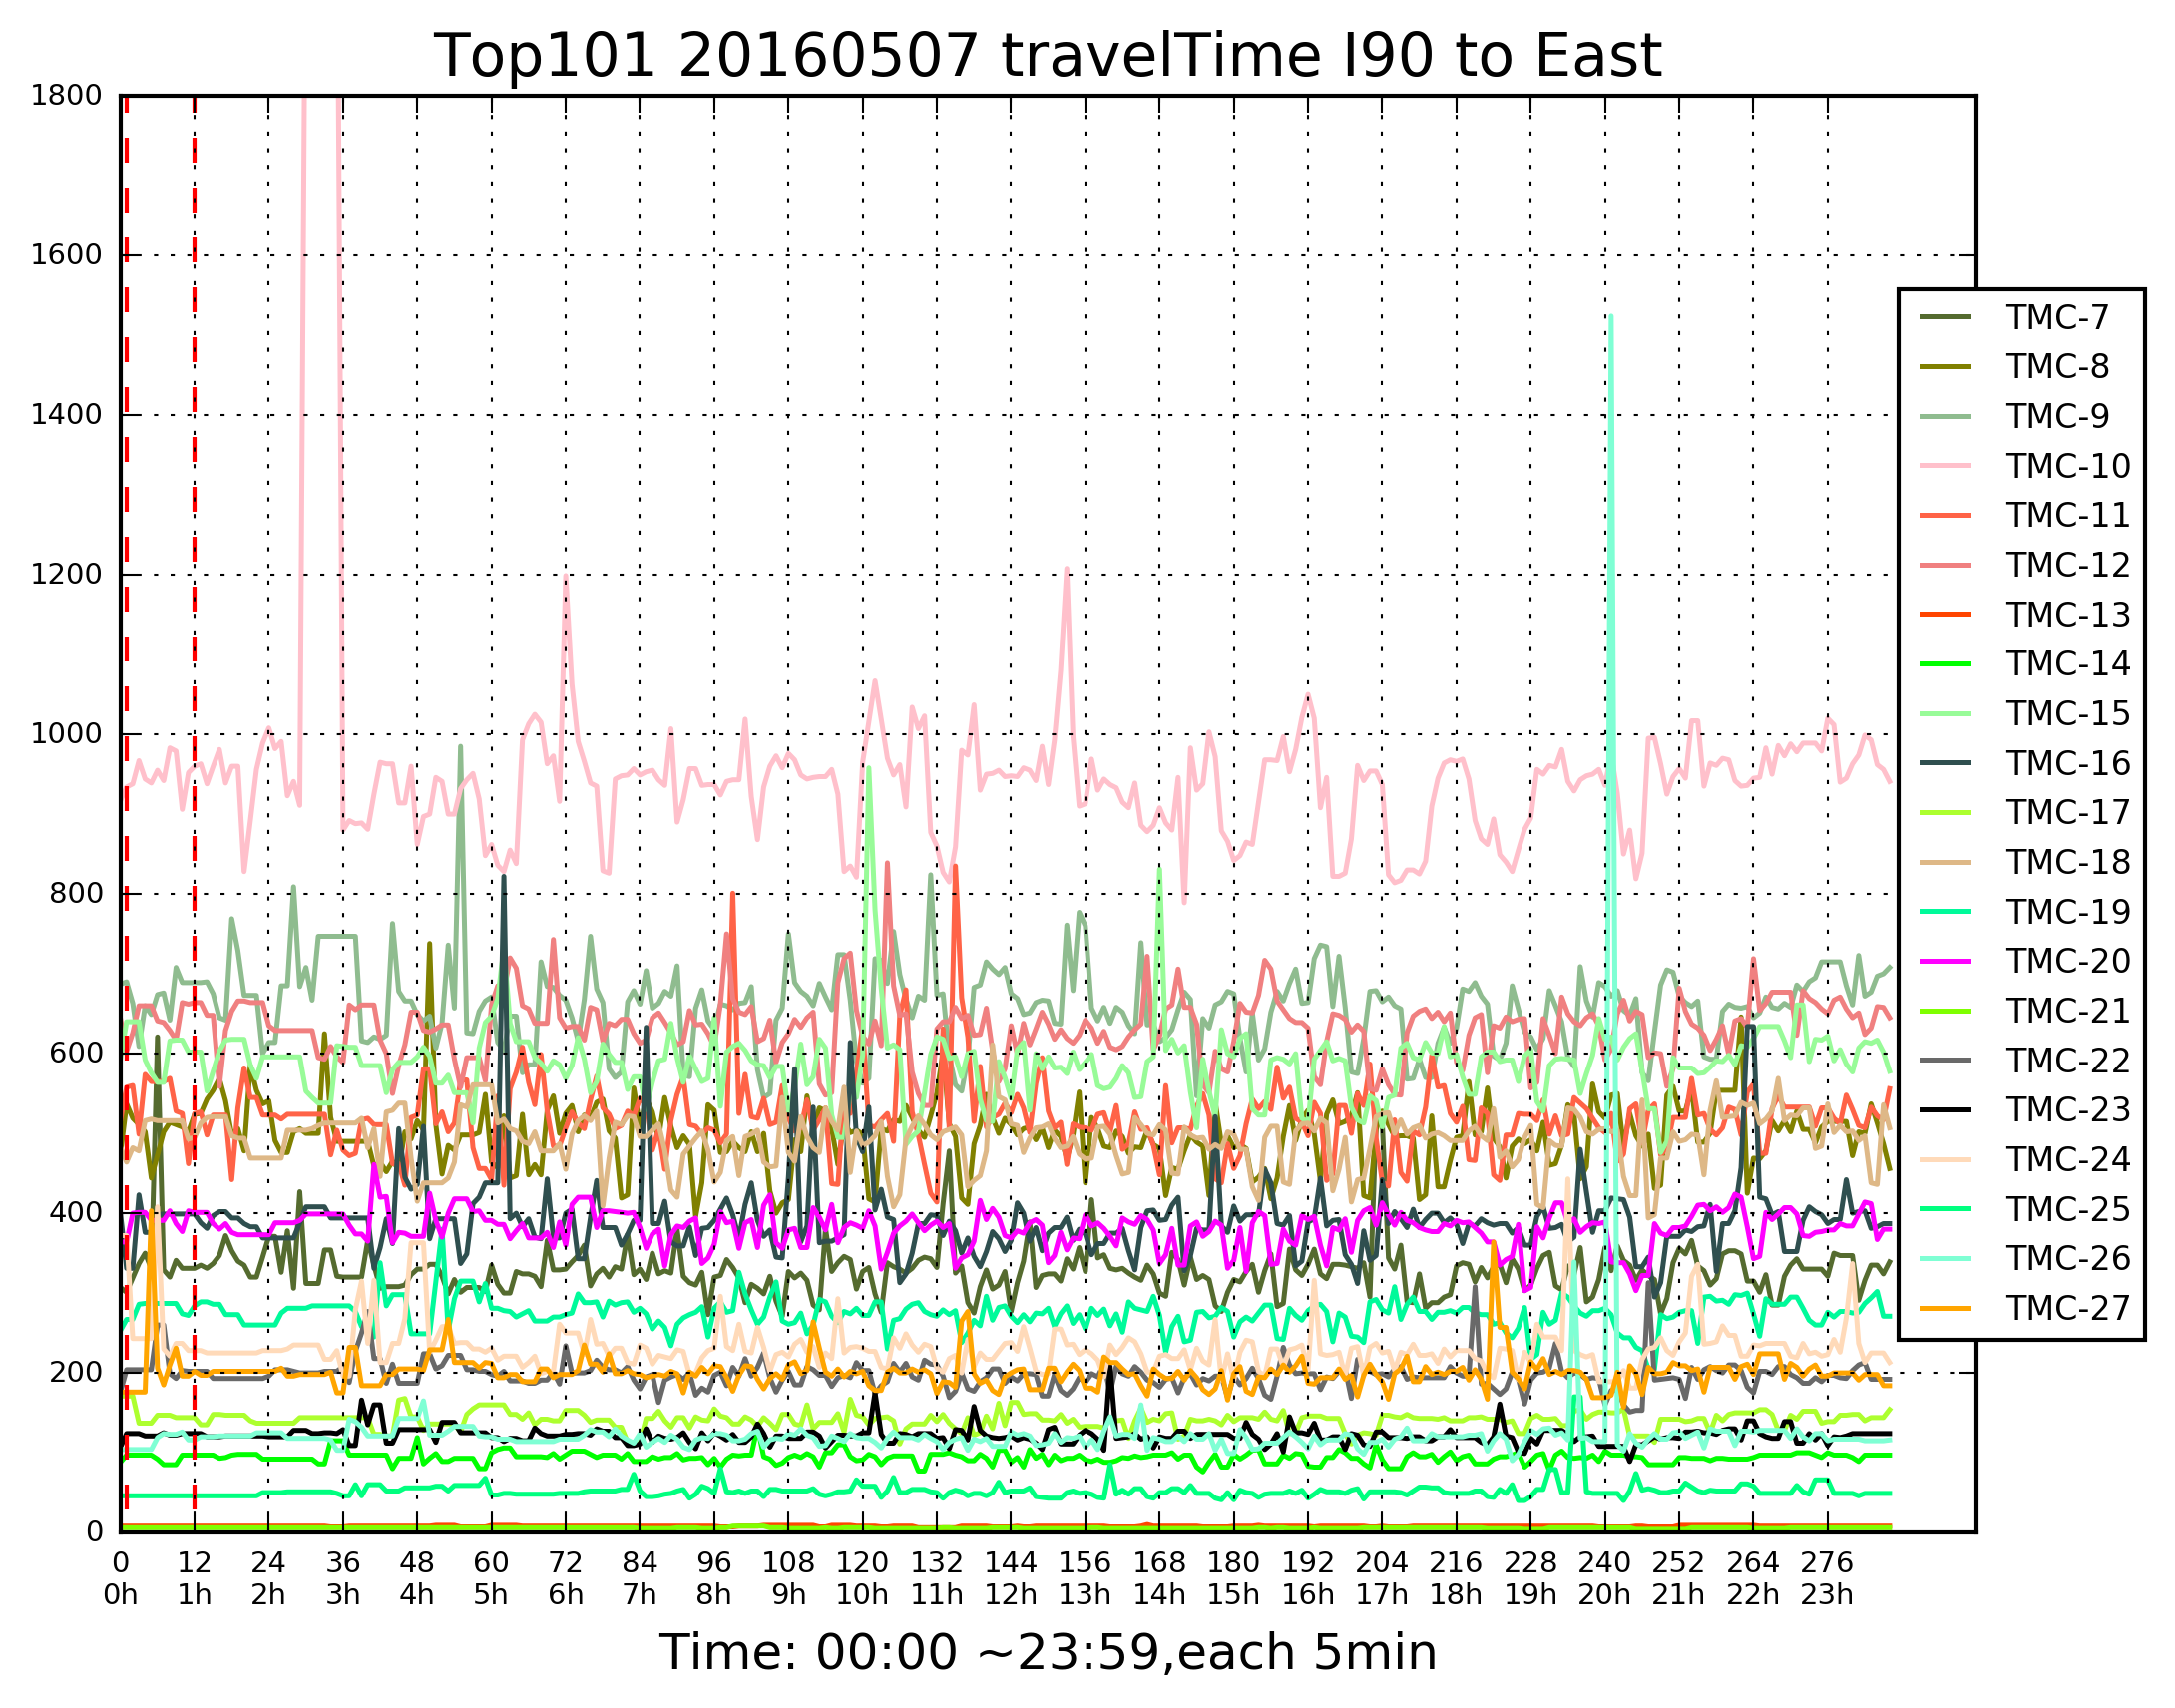 Top101 20160507 travelTime I90 to East
1800
1600
1400
1200
1000
800
600
400
200
0
TMC-7
TMC-8
TMC-9
TMC-10
TMC-11
TMC-12
TMC-13
TMC-14
TMC-15
TMC-16
TMC-17
TMC-18
TMC-19
TMC-20
TMC-21
TMC-22
TMC-23
TMC-24
TMC-25
TMC-26
TMC-27
0 12 24 36 48 60 72 84 96 108 120 132 144 156 168 180 192 204 216 228 240 252 264 276
0h 1h 2h 3h 4h 5h 6h 7h 8h 9h 10h 11h 12h 13h 14h 15h 16h 17h 18h 19h 20h 21h 22h 23h
Time: 00:00 ~23:59,each 5min